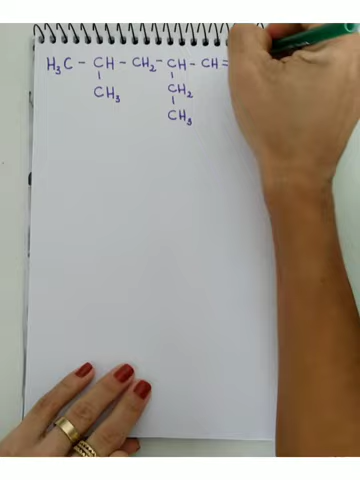 H₃C - CH - CH₂ - CH - CH =
CH₃ CH₂
CH₃